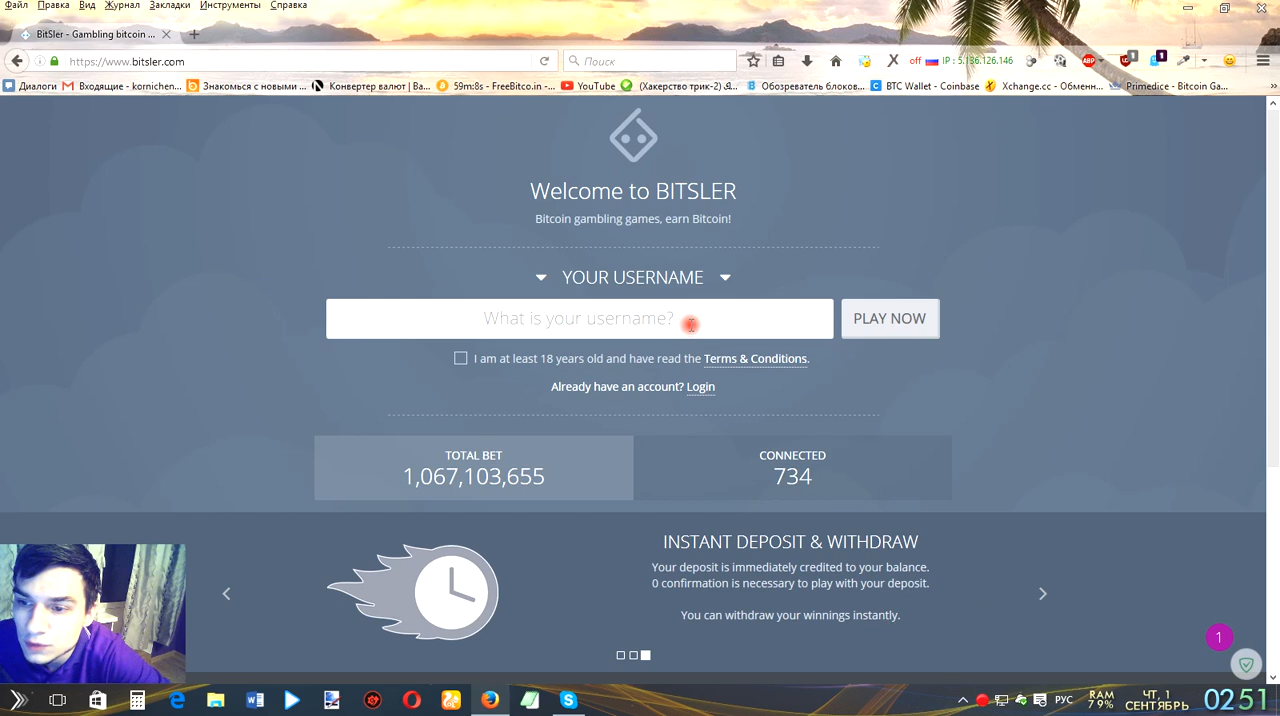 Файл Правка Вид Журнал Закладки Инструменты Справка
BitSler - Gambling bitcoin ...
https://www.bitsler.com
Поиск
off IP : 5.136.126.146
ABP
1
1
Диалоги
Входящие - kornichen...
Знакомься с новыми ...
Конвертер валют | Ba...
59m:8s - FreeBitco.in -...
YouTube
(Хакерство трик-2)
Обозреватель блоков...
BTC Wallet - Coinbase
Xchange.cc - Обменн...
Primedice - Bitcoin Ga...
Welcome to BITSLER
Bitcoin gambling games, earn Bitcoin!
YOUR USERNAME
What is your username?
PLAY NOW
I am at least 18 years old and have read the Terms & Conditions.
Already have an account? Login
TOTAL BET
1,067,103,655
CONNECTED
734
INSTANT DEPOSIT & WITHDRAW
Your deposit is immediately credited to your balance.
0 confirmation is necessary to play with your deposit.
You can withdraw your winnings instantly.
1
РУС
RAM
79%
ЧТ, 1
СЕНТЯБРЬ
02:51